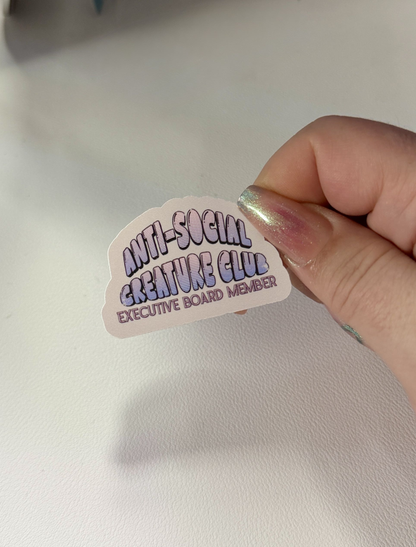 ANTI-SOCIAL
CREATURE CLUB
EXECUTIVE BOARD MEMBER